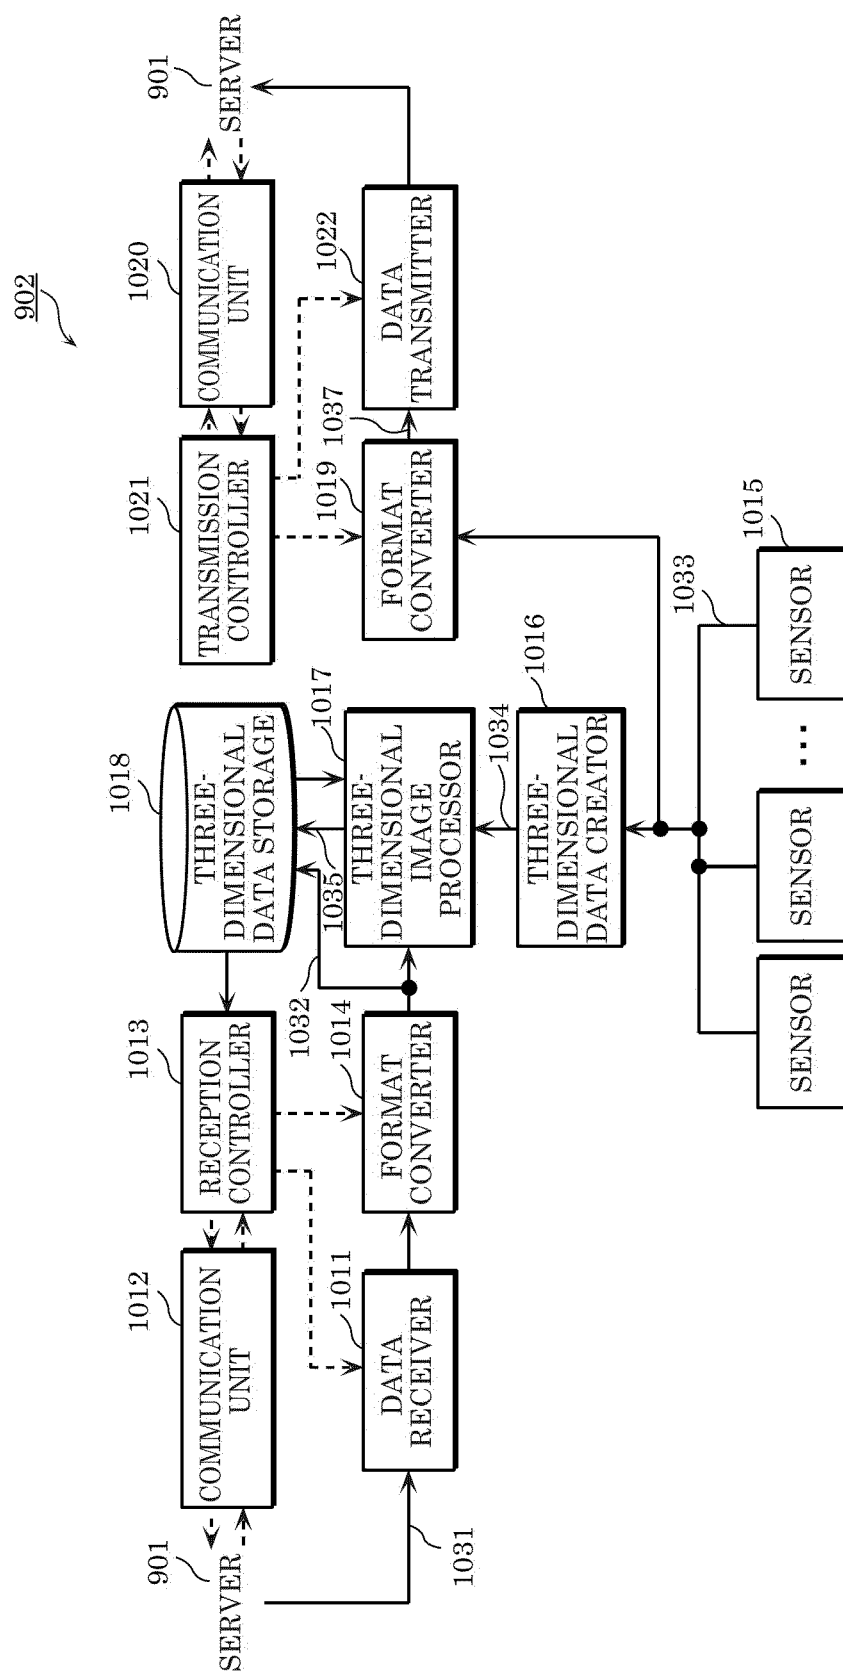 902
901
SERVER
1012
COMMUNICATION
UNIT
1013
RECEPTION
CONTROLLER
1018
THREE-
DIMENSIONAL
DATA STORAGE
1021
TRANSMISSION
CONTROLLER
1020
COMMUNICATION
UNIT
901
SERVER
1031
1011
DATA
RECEIVER
1014
FORMAT
CONVERTER
1032
1035
1017
THREE-
DIMENSIONAL
IMAGE
PROCESSOR
1019
FORMAT
CONVERTER
1037
1022
DATA
TRANSMITTER
1034
1016
THREE-
DIMENSIONAL
DATA CREATOR
1033
1015
SENSOR
SENSOR
...
SENSOR